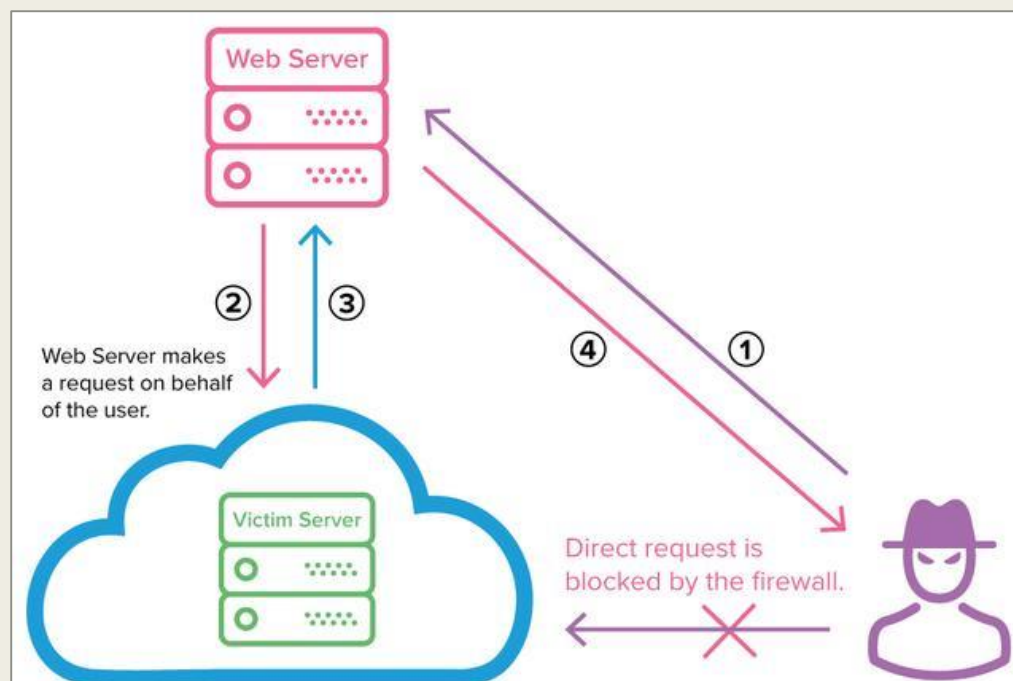 Web Server
② ③
Web Server makes
a request on behalf
of the user.
④ ①
Victim Server
Direct request is
blocked by the firewall.